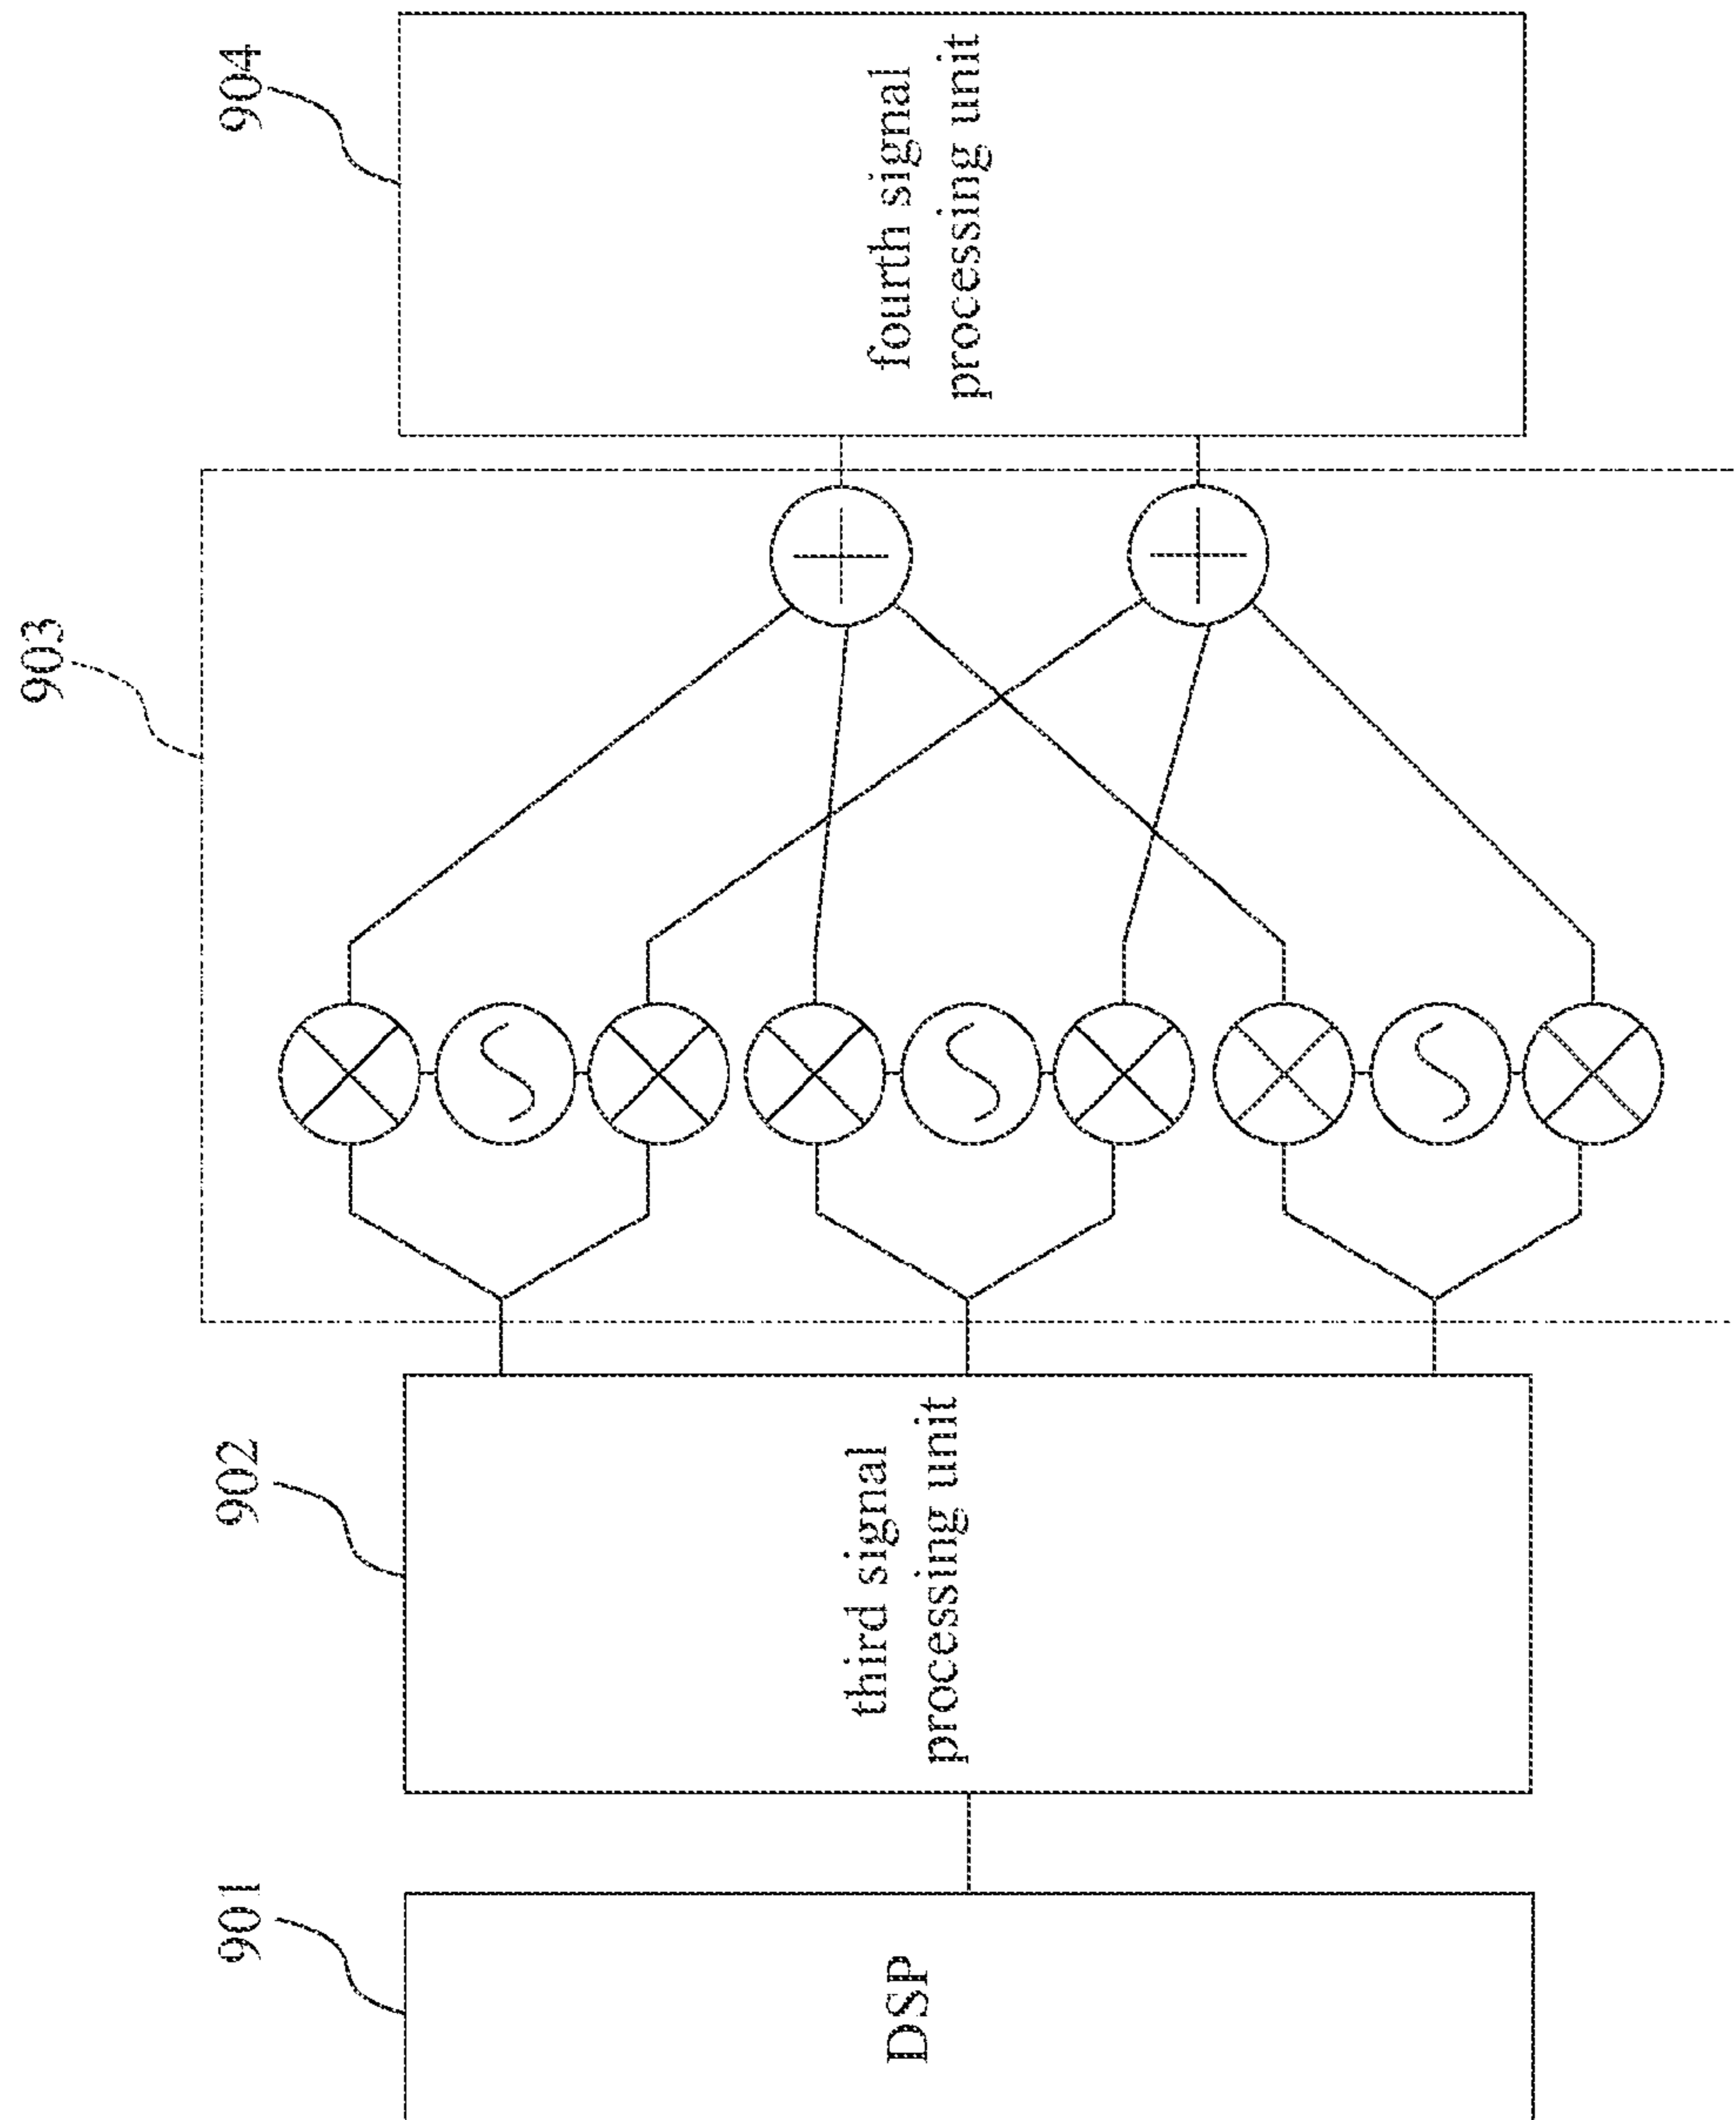 901
DSP
902
third signal
processing unit
903
904
fourth signal
processing unit